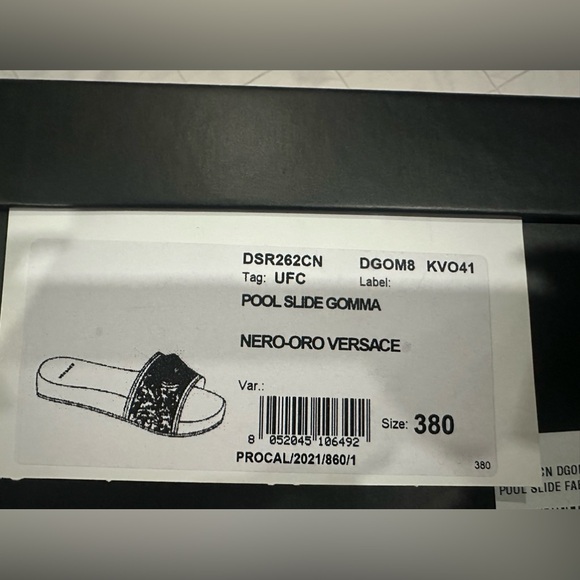 DSR262CN DGOM8 KVO41
Tag: UFC Label:
POOL SLIDE GOMMA
NERO-ORO VERSACE
Var.:
8 052045 106492
Size: 380
PROCAL/2021/860/1
380
CN DGO
POOL SLIDE FA